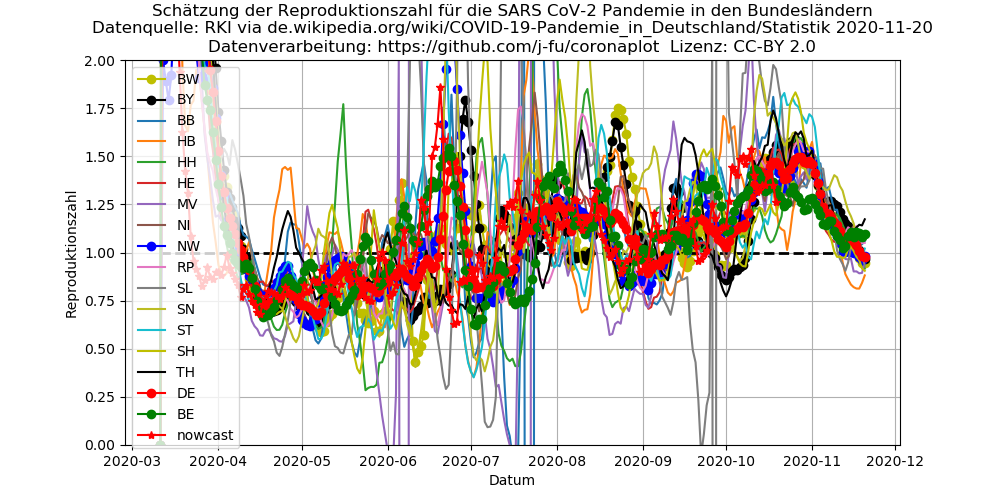 Schätzung der Reproduktionszahl für die SARS CoV-2 Pandemie in den Bundesländern
Datenquelle: RKI via de.wikipedia.org/wiki/COVID-19-Pandemie_in_Deutschland/Statistik 2020-11-20
Datenverarbeitung: https://github.com/j-fu/coronaplot  Lizenz: CC-BY 2.0
Reproduktionszahl
2.00
1.75
1.50
1.25
1.00
0.75
0.50
0.25
0.00
BW
BY
BB
HB
HH
HE
MV
NI
NW
RP
SL
SN
ST
SH
TH
DE
BE
nowcast
2020-03 2020-04 2020-05 2020-06 2020-07 2020-08 2020-09 2020-10 2020-11 2020-12
Datum